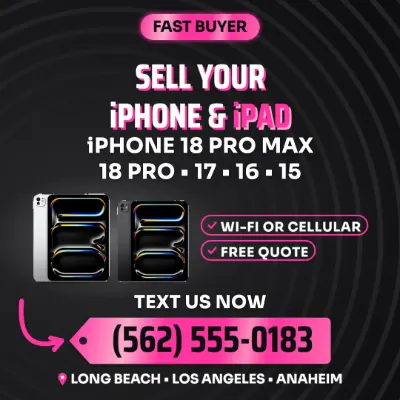 FAST BUYER
SELL YOUR
iPHONE & iPAD
iPHONE 18 PRO MAX
18 PRO ▪ 17 ▪ 16 ▪ 15
WI-FI OR CELLULAR
FREE QUOTE
TEXT US NOW
(562) 555-0183
LONG BEACH ▪ LOS ANGELES ▪ ANAHEIM